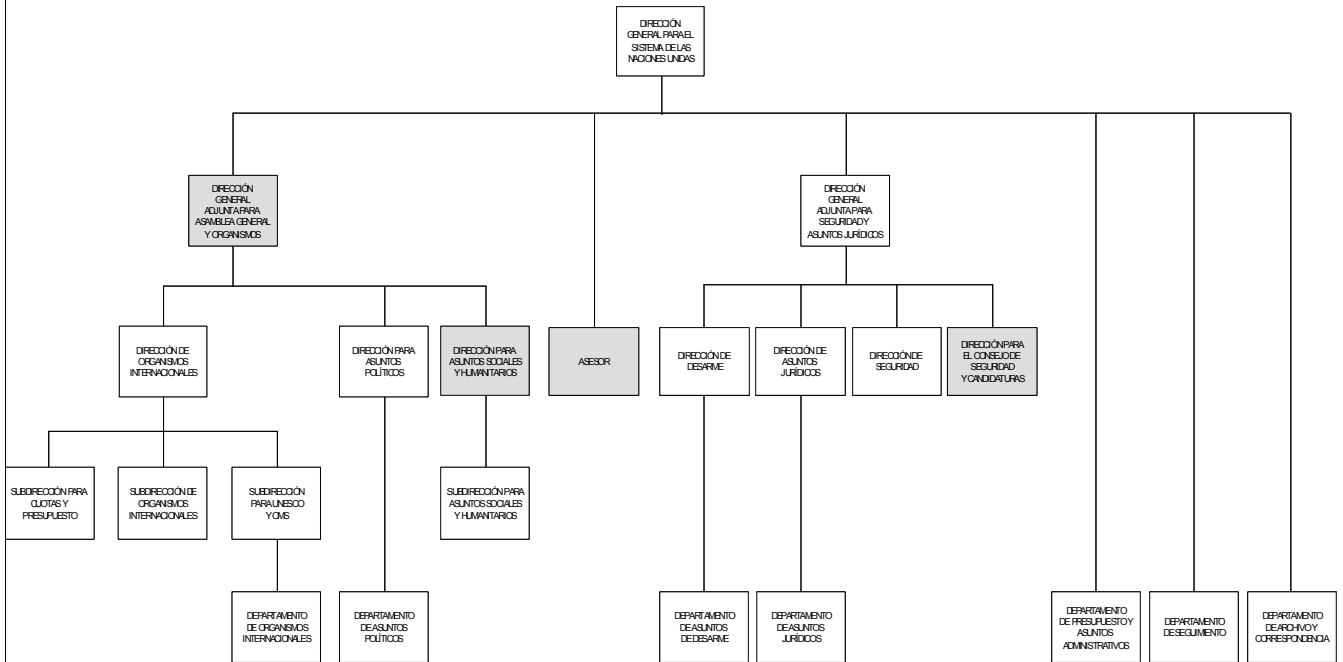 DIRECCIÓN
GENERAL PARA EL
SISTEMA DE LAS
NACIONES UNIDAS
DIRECCIÓN
GENERAL
ADJUNTA PARA
ASAMBLEA GENERAL
Y ORGANISMOS
DIRECCIÓN
GENERAL
ADJUNTA PARA
SEGURIDAD Y
ASUNTOS JURÍDICOS
DIRECCIÓN DE
ORGANISMOS
INTERNACIONALES
DIRECCIÓN PARA
ASUNTOS
POLÍTICOS
DIRECCIÓN PARA
ASUNTOS SOCIALES
Y HUMANITARIOS
ASESOR
DIRECCIÓN DE
DESARME
DIRECCIÓN DE
ASUNTOS
JURÍDICOS
DIRECCIÓN DE
SEGURIDAD
DIRECCIÓN PARA
EL CONSEJO DE
SEGURIDAD
Y CANDIDATURAS
SUBDIRECCIÓN PARA
CUOTAS Y
PRESUPUESTO
SUBDIRECCIÓN DE
ORGANISMOS
INTERNACIONALES
SUBDIRECCIÓN
PARA UNESCO
Y OMS
SUBDIRECCIÓN PARA
ASUNTOS SOCIALES
Y HUMANITARIOS
DEPARTAMENTO
DE ORGANISMOS
INTERNACIONALES
DEPARTAMENTO
DE ASUNTOS
POLÍTICOS
DEPARTAMENTO
DE ASUNTOS
DE DESARME
DEPARTAMENTO
DE ASUNTOS
JURÍDICOS
DEPARTAMENTO
DE PRESUPUESTO Y
ASUNTOS
ADMINISTRATIVOS
DEPARTAMENTO
DE SEGUIMIENTO
DEPARTAMENTO
DE ARCHIVO Y
CORRESPONDENCIA